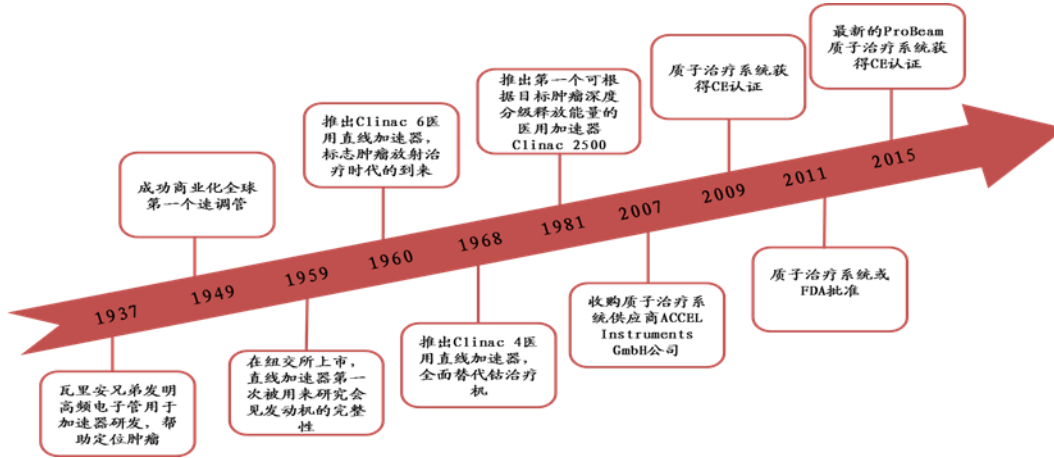 1937
瓦里安兄弟发明
高频电子管用于
加速器研发，帮
助定位肿瘤
1949
成功商业化全球
第一个速调管
1959
在纽交所上市，
直线加速器第一
次被用来研究会
见发动机的完整
性
1960
推出Clinac 6医
用直线加速器，
标志肿瘤放射治
疗时代的到来
1968
推出Clinac 4医
用直线加速器，
全面替代钴治疗
机
1981
推出第一个可根
据目标肿瘤深度
分级释放能量的
医用加速器
Clinac 2500
2007
收购质子治疗系
统供应商ACCEL
Instruments
GmbH公司
2009
质子治疗系统获
得CE认证
2011
质子治疗系统或
FDA批准
2015
最新的ProBeam
质子治疗系统获
得CE认证